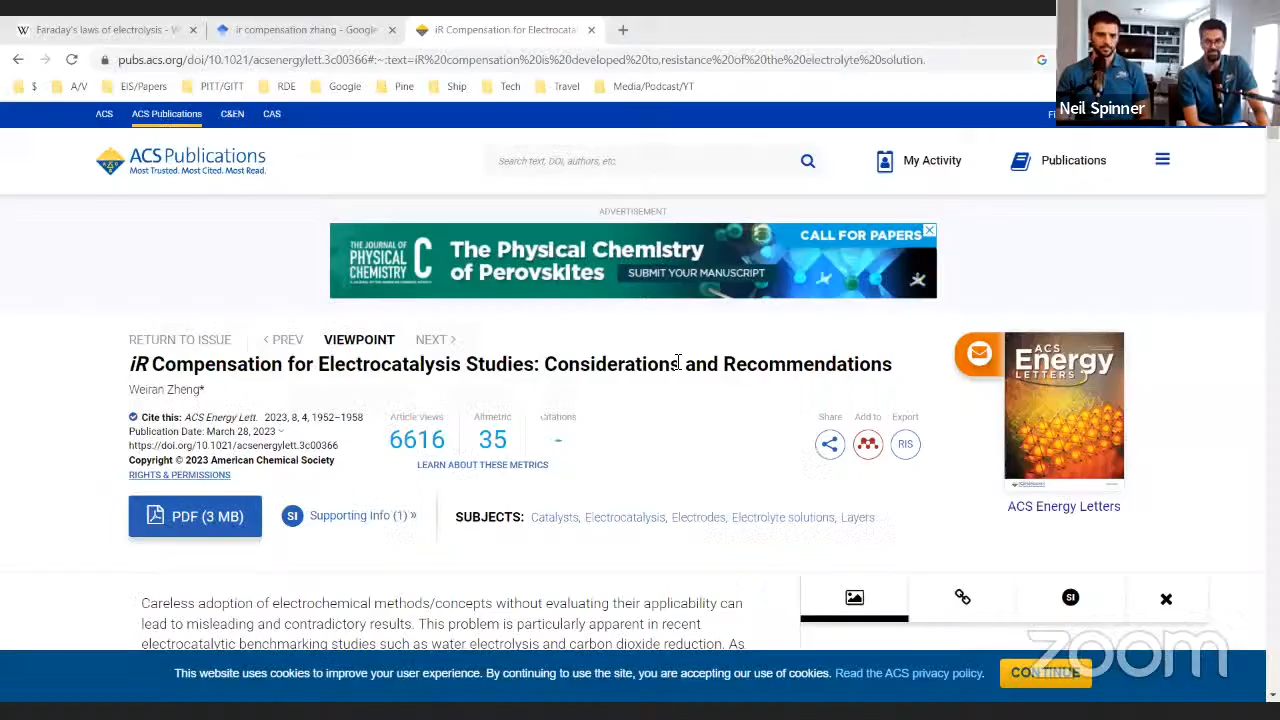 Faraday's laws of electrolysis - W
ir compensation zhang - Google
iR Compensation for Electrocata
pubs.acs.org/doi/10.1021/acsenergylett.3c00366#:~:text=iR%20compensation%20is%20developed%20to,resistance%20of%20the%20electrolyte%20solution.
$ A/V EIS/Papers PITT/GITT RDE Google Pine Ship Tech Travel Media/Podcast/YT
Neil Spinner
ACS ACS Publications C&EN CAS
ACS Publications
Most Trusted. Most Cited. Most Read.
Search text, DOI, authors, etc.
My Activity
Publications
ADVERTISEMENT
THE JOURNAL OF PHYSICAL CHEMISTRY C
The Physical Chemistry
of Perovskites
CALL FOR PAPERS
SUBMIT YOUR MANUSCRIPT
RETURN TO ISSUE < PREV VIEWPOINT NEXT >
iR Compensation for Electrocatalysis Studies: Considerations and Recommendations
Weiran Zheng*
Cite this: ACS Energy Lett. 2023, 8, 4, 1952–1958
Publication Date: March 28, 2023
https://doi.org/10.1021/acsenergylett.3c00366
Copyright © 2023 American Chemical Society
RIGHTS & PERMISSIONS
Article Views Altmetric Citations
6616 35 -
LEARN ABOUT THESE METRICS
Share Add to Export
RIS
ACS
Energy
LETTERS
ACS Energy Letters
PDF (3 MB)
SI Supporting Info (1) »
SUBJECTS: Catalysts, Electrocatalysis, Electrodes, Electrolyte solutions, Layers
SI
Careless adoption of electrochemical methods/concepts without evaluating their applicability can
lead to misleading and contradictory results. This problem is particularly apparent in recent
electrocatalytic benchmarking studies such as water electrolysis and carbon dioxide reduction. As
zoom
This website uses cookies to improve your user experience. By continuing to use the site, you are accepting our use of cookies. Read the ACS privacy policy.
CONTINUE